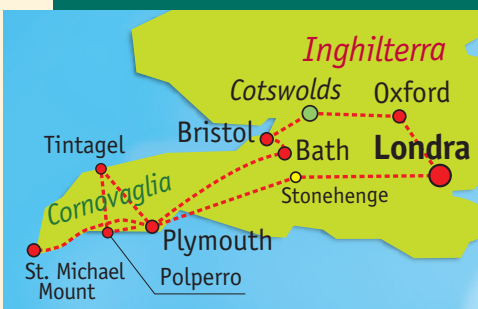 Inghilterra
Cotswolds
Oxford
Bristol
Londra
Tintagel
Bath
Cornovaglia
Stonehenge
Plymouth
St. Michael
Mount
Polperro